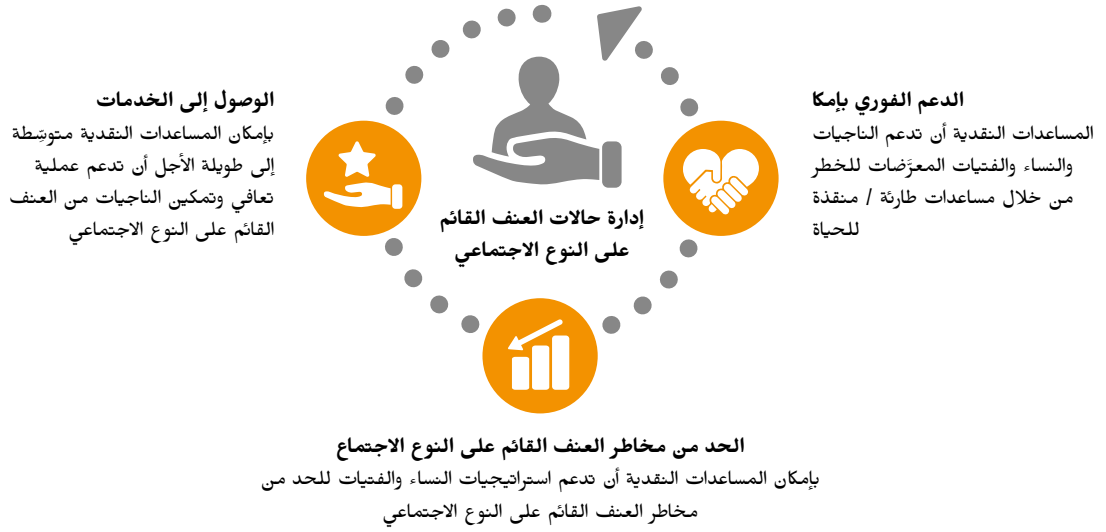 الدعم الفوري بإمكا
المساعدات النقدية أن تدعم الناجيات
والنساء والفتيات المعرَّضات للخطر
من خلال مساعدات طارئة / منقذة
للحياة
إدارة حالات العنف القائم
على النوع الاجتماعي
الوصول إلى الخدمات
بإمكان المساعدات النقدية متوسِّطة
إلى طويلة الأجل أن تدعم عملية
تعافي وتمكين الناجيات من العنف
القائم على النوع الاجتماعي
الحد من مخاطر العنف القائم على النوع الاجتماع
بإمكان المساعدات النقدية أن تدعم استراتيجيات النساء والفتيات للحد من
مخاطر العنف القائم على النوع الاجتماعي